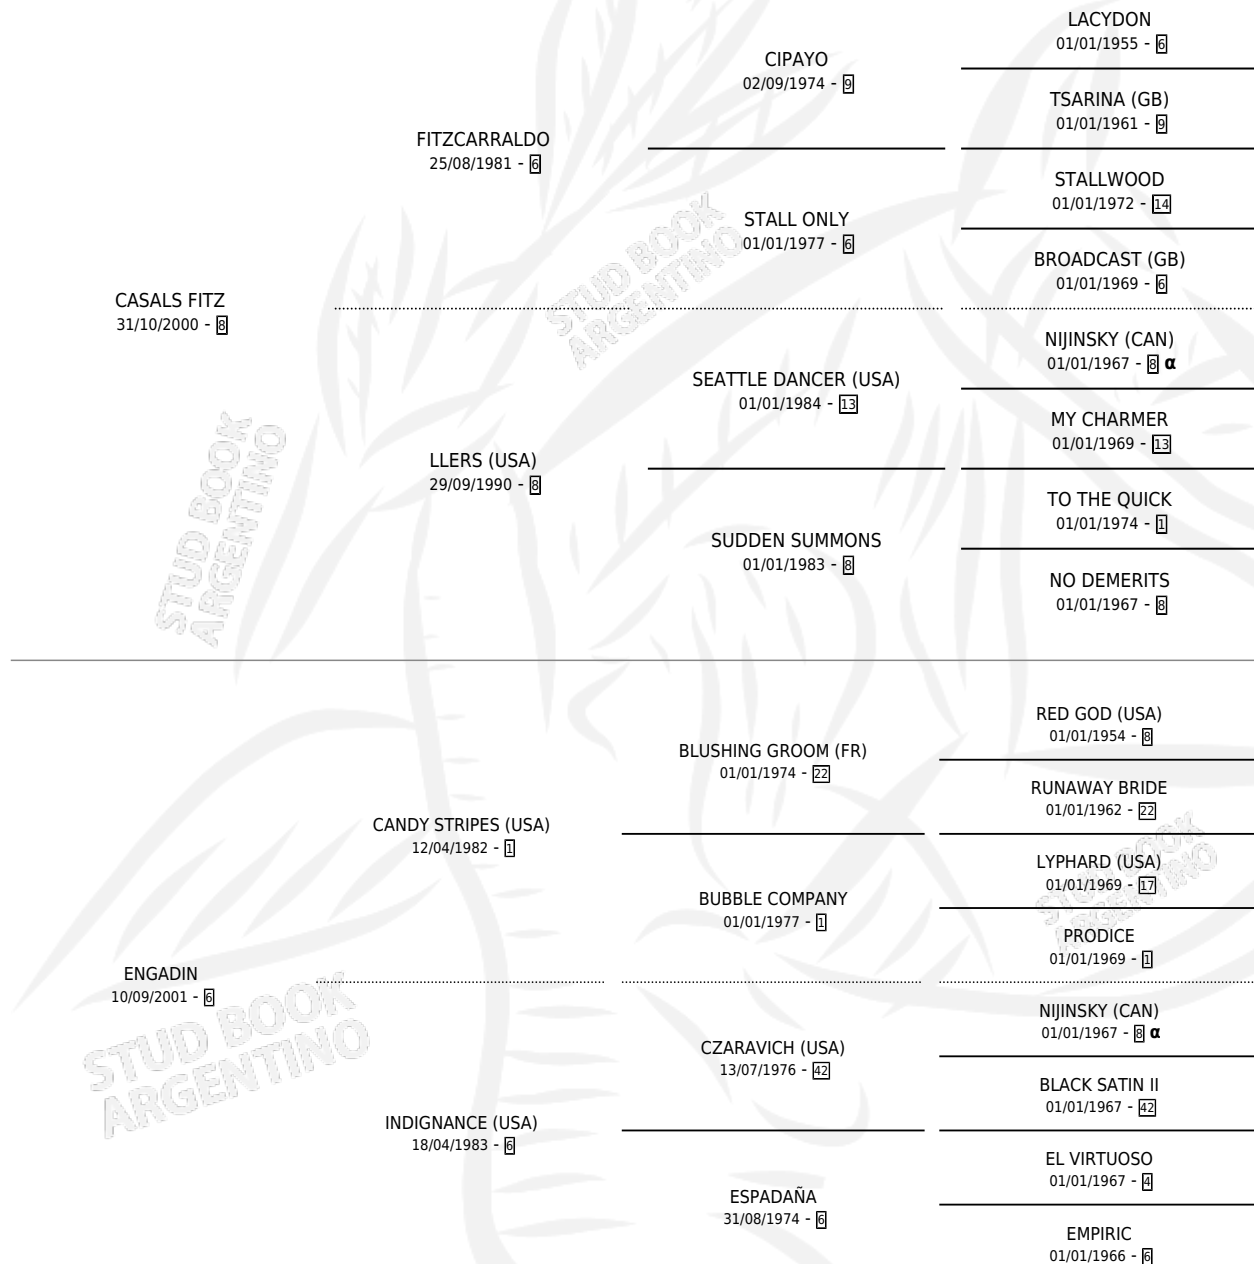 LACYDON
01/01/1955 - 6
CIPAYO
02/09/1974 - 9
TSARINA (GB)
01/01/1961 - 9
FITZCARRALDO
25/08/1981 - 6
STALLWOOD
01/01/1972 - 14
STALL ONLY
01/01/1977 - 6
BROADCAST (GB)
01/01/1969 - 6
CASALS FITZ
31/10/2000 - 8
NIJINSKY (CAN)
01/01/1967 - 8 α
SEATTLE DANCER (USA)
01/01/1984 - 13
MY CHARMER
01/01/1969 - 13
LLERS (USA)
29/09/1990 - 8
TO THE QUICK
01/01/1974 - 1
SUDDEN SUMMONS
01/01/1983 - 8
NO DEMERITS
01/01/1967 - 8
RED GOD (USA)
01/01/1954 - 8
BLUSHING GROOM (FR)
01/01/1974 - 22
RUNAWAY BRIDE
01/01/1962 - 22
CANDY STRIPES (USA)
12/04/1982 - 1
LYPHARD (USA)
01/01/1969 - 17
BUBBLE COMPANY
01/01/1977 - 1
PRODICE
01/01/1969 - 1
ENGADIN
10/09/2001 - 6
NIJINSKY (CAN)
01/01/1967 - 8 α
CZARAVICH (USA)
13/07/1976 - 42
BLACK SATIN II
01/01/1967 - 42
INDIGNANCE (USA)
18/04/1983 - 6
EL VIRTUOSO
01/01/1967 - 4
ESPADAÑA
31/08/1974 - 6
EMPIRIC
01/01/1966 - 6
STUD BOOK
ARGENTINO
STUD BOOK
ARGENTINO
STUD BOOK
ARGENTINO
STUD BOOK
ARGENTINO